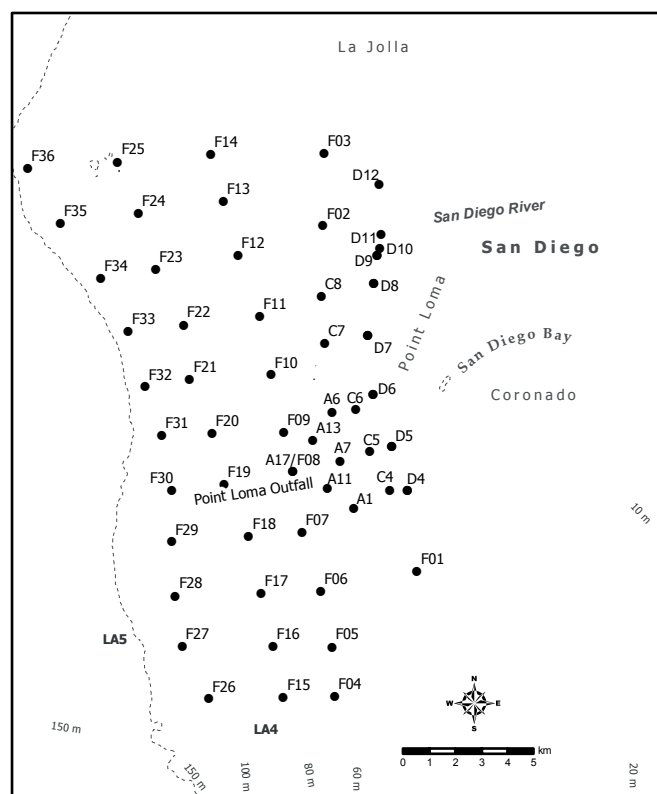 La Jolla
F03
F14
F25
F36
D12
F13
F24
San Diego River
F35
F02
D11
D10
San Diego
F12
D9
F23
F34
D8
C8
Point Loma
F11
F22
F33
San Diego Bay
C7
D7
F10
F21
F32
D6
Coronado
A6
C6
F09
F20
F31
A13
D5
C5
A7
A17/F08
F19
F30
Point Loma Outfall
A11
C4
D4
A1
10 m
F07
F18
F29
F01
F06
F17
F28
LA5
F05
F16
F27
F04
F15
F26
N
W E
S
LA4
150 m
km
0 1 2 3 4 5
150 m
100 m
80 m
60 m
20 m